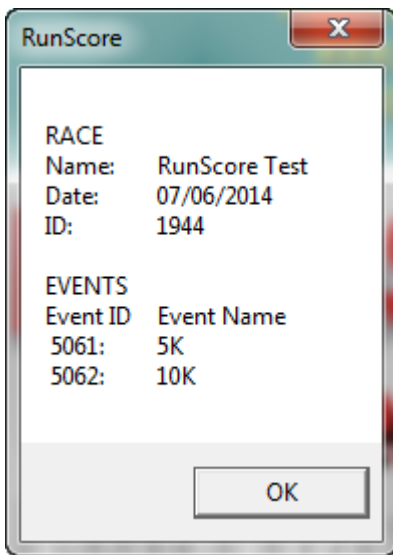 RunScore
RACE
Name: RunScore Test
Date: 07/06/2014
ID: 1944
EVENTS
Event ID Event Name
5061: 5K
5062: 10K
OK